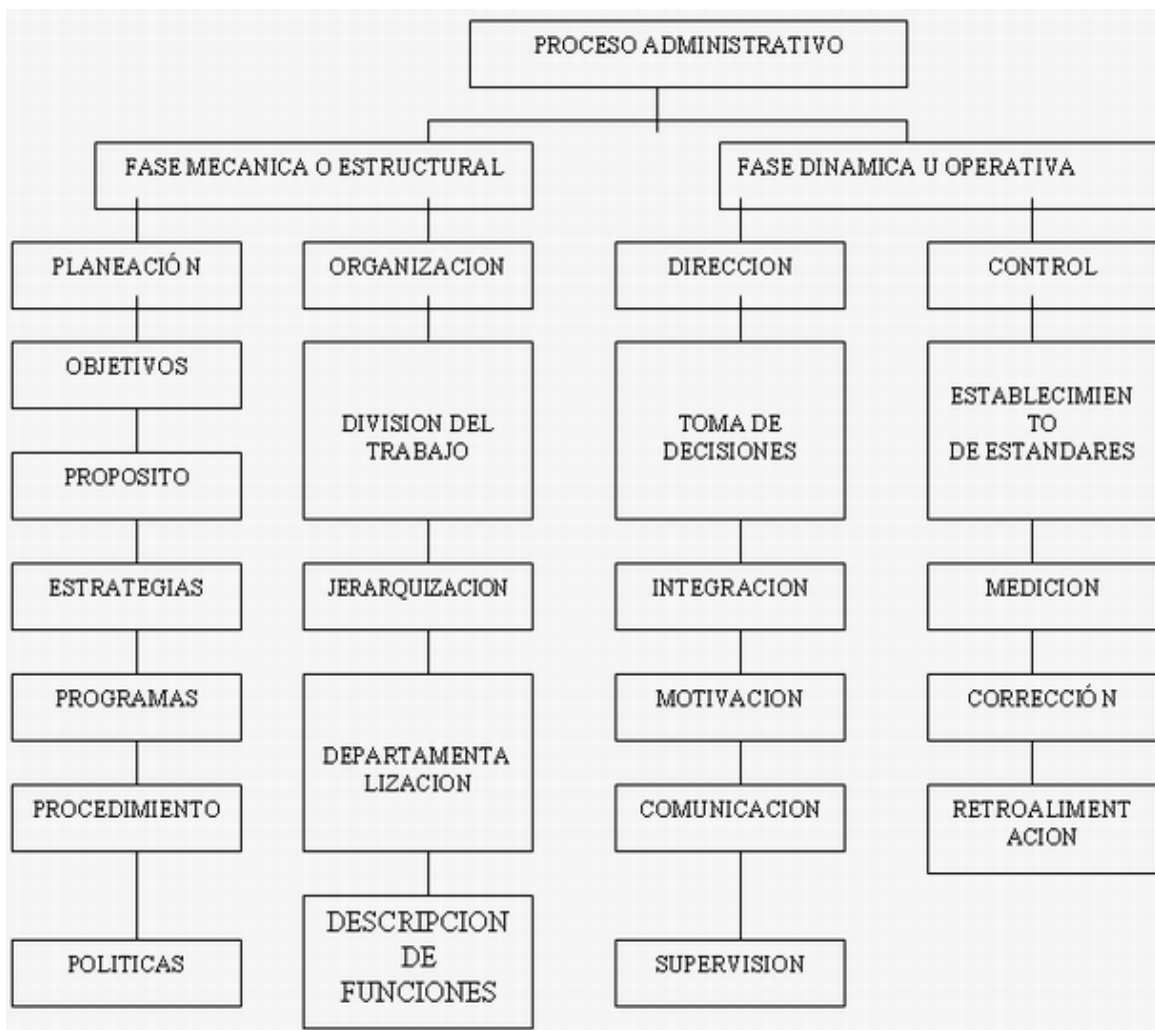 PROCESO ADMINISTRATIVO
FASE MECANICA O ESTRUCTURAL
FASE DINAMICA U OPERATIVA
PLANEACIÓN
ORGANIZACION
DIRECCION
CONTROL
OBJETIVOS
DIVISION DEL
TRABAJO
TOMA DE
DECISIONES
ESTABLECIMIEN
TO
DE ESTANDARES
PROPOSITO
ESTRATEGIAS
JERARQUIZACION
INTEGRACION
MEDICION
PROGRAMAS
DEPARTAMENTA
LIZACION
MOTIVACION
CORRECCIÓN
PROCEDIMIENTO
COMUNICACION
RETROALIMENT
ACION
POLITICAS
DESCRIPCION
DE
FUNCIONES
SUPERVISION